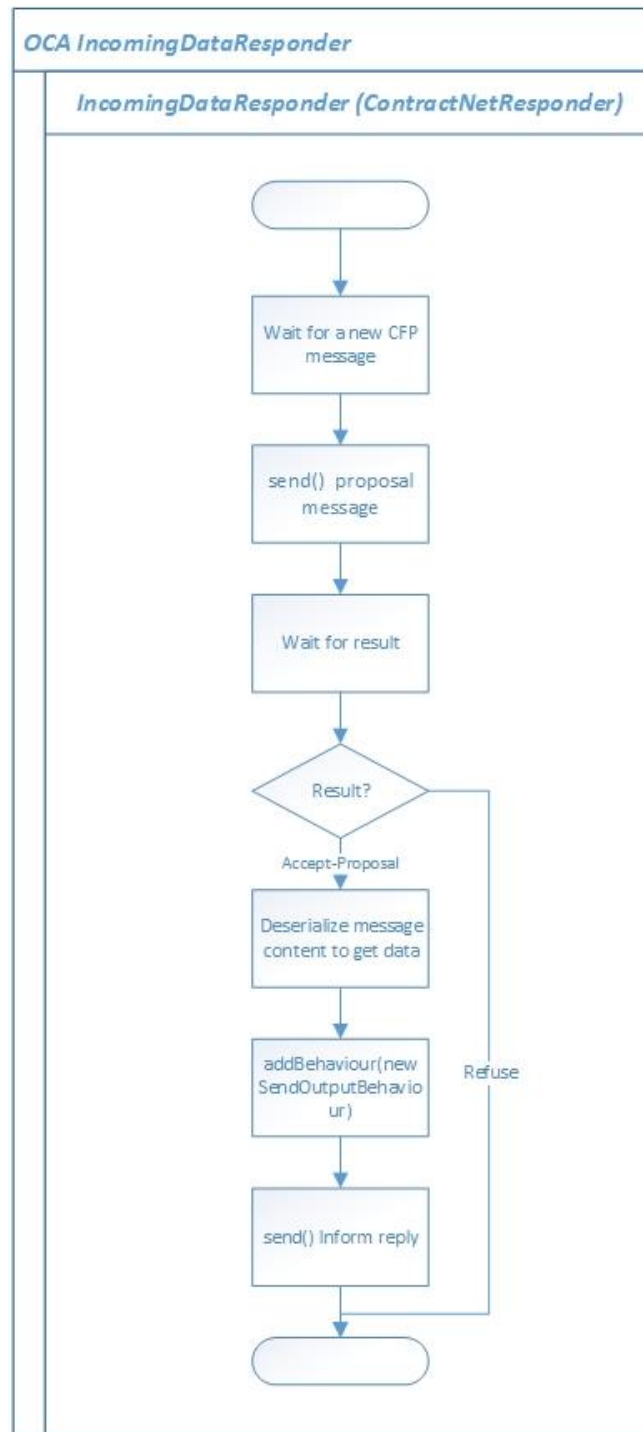 OCA IncomingDataResponder
IncomingDataResponder (ContractNetResponder)
Wait for a new CFP
message
send() proposal
message
Wait for result
Result?
Accept-Proposal
Deserialize message
content to get data
addBehaviour(new
SendOutputBehavio
ur)
Refuse
send() Inform reply